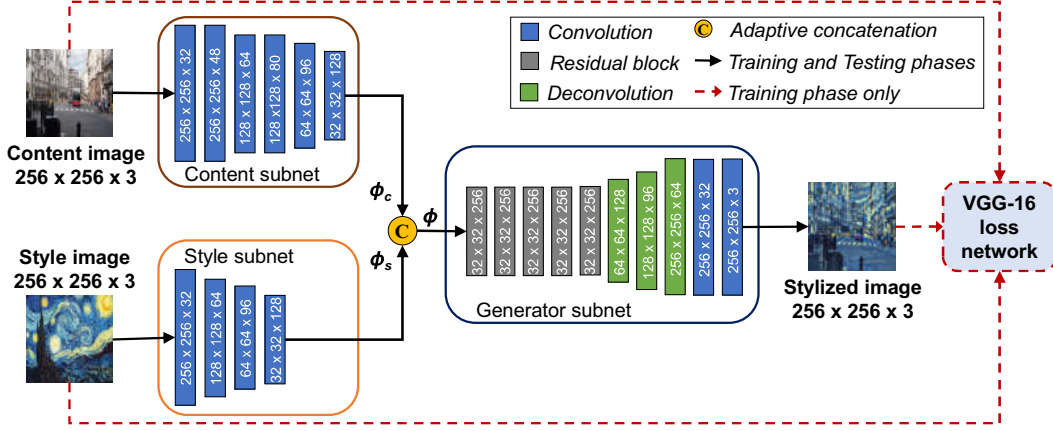 Content image
256 x 256 x 3
256 x 256 x 32
256 x 256 x 48
128 x 128 x 64
128 x128 x 80
64 x 64 x 96
32 x 32 x 128
Content subnet
Convolution
Residual block
Deconvolution
C
Adaptive concatenation
Training and Testing phases
Training phase only
ϕc
C
ϕ
ϕs
Style image
256 x 256 x 3
Style subnet
256 x 256 x 32
128 x 128 x 64
64 x 64 x 96
32 x 32 x 128
32 x 32 x 256
32 x 32 x 256
32 x 32 x 256
32 x 32 x 256
32 x 32 x 256
64 x 64 x 128
128 x 128 x 96
256 x 256 x 64
256 x 256 x 32
256 x 256 x 3
Generator subnet
Stylized image
256 x 256 x 3
VGG-16
loss
network